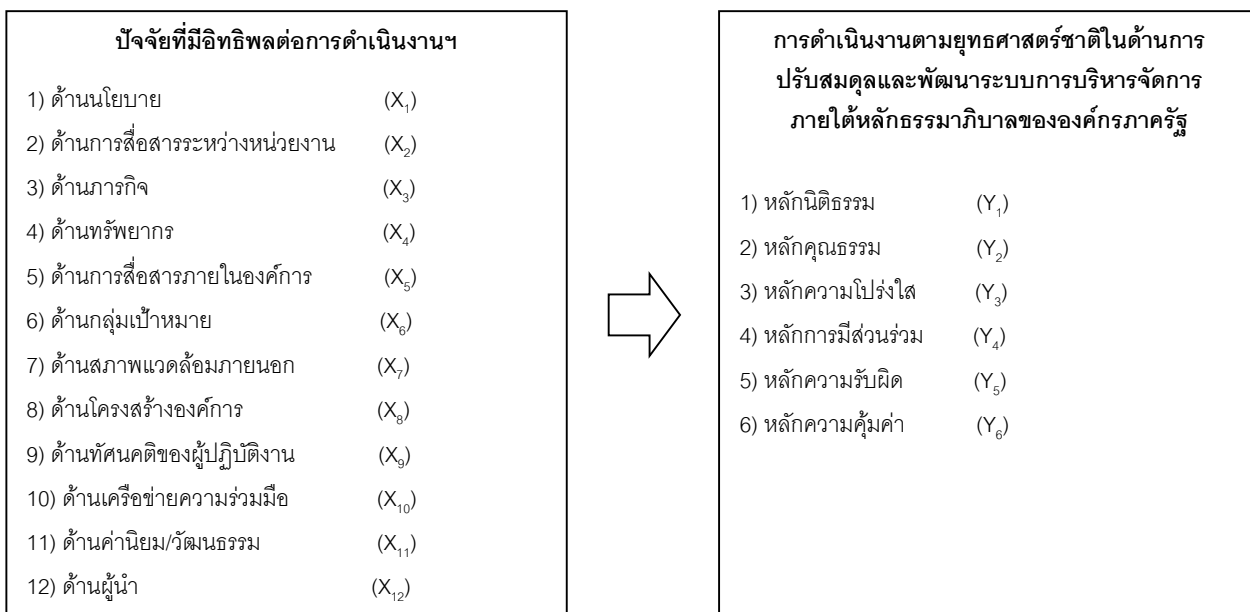 ปัจจัยที่มีอิทธิพลต่อการดำเนินงานฯ
1) ด้านนโยบาย (X₁)
2) ด้านการสื่อสารระหว่างหน่วยงาน (X₂)
3) ด้านภารกิจ (X₃)
4) ด้านทรัพยากร (X₄)
5) ด้านการสื่อสารภายในองค์การ (X₅)
6) ด้านกลุ่มเป้าหมาย (X₆)
7) ด้านสภาพแวดล้อมภายนอก (X₇)
8) ด้านโครงสร้างองค์การ (X₈)
9) ด้านทัศนคติของผู้ปฏิบัติงาน (X₉)
10) ด้านเครือข่ายความร่วมมือ (X₁₀)
11) ด้านค่านิยม/วัฒนธรรม (X₁₁)
12) ด้านผู้นำ (X₁₂)
การดำเนินงานตามยุทธศาสตร์ชาติในด้านการ
ปรับสมดุลและพัฒนาระบบการบริหารจัดการ
ภายใต้หลักธรรมาภิบาลขององค์กรภาครัฐ
1) หลักนิติธรรม (Y₁)
2) หลักคุณธรรม (Y₂)
3) หลักความโปร่งใส (Y₃)
4) หลักการมีส่วนร่วม (Y₄)
5) หลักความรับผิด (Y₅)
6) หลักความคุ้มค่า (Y₆)